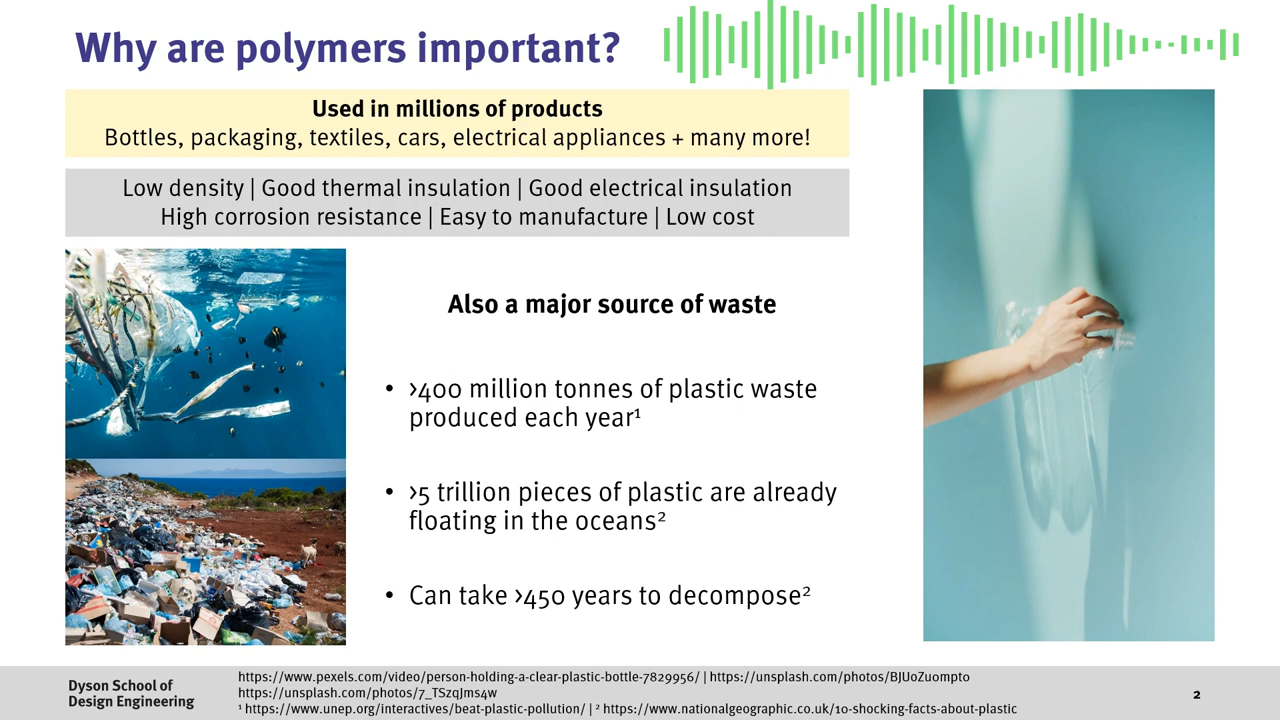 Why are polymers important?
Used in millions of products
Bottles, packaging, textiles, cars, electrical appliances + many more!
Low density | Good thermal insulation | Good electrical insulation
High corrosion resistance | Easy to manufacture | Low cost
Also a major source of waste
• >400 million tonnes of plastic waste
produced each year¹
• >5 trillion pieces of plastic are already
floating in the oceans²
• Can take >450 years to decompose²
Dyson School of
Design Engineering
https://www.pexels.com/video/person-holding-a-clear-plastic-bottle-7829956/ | https://unsplash.com/photos/BJUoZuompto
https://unsplash.com/photos/7_TSzqJms4w
¹ https://www.unep.org/interactives/beat-plastic-pollution/ | ² https://www.nationalgeographic.co.uk/10-shocking-facts-about-plastic
2